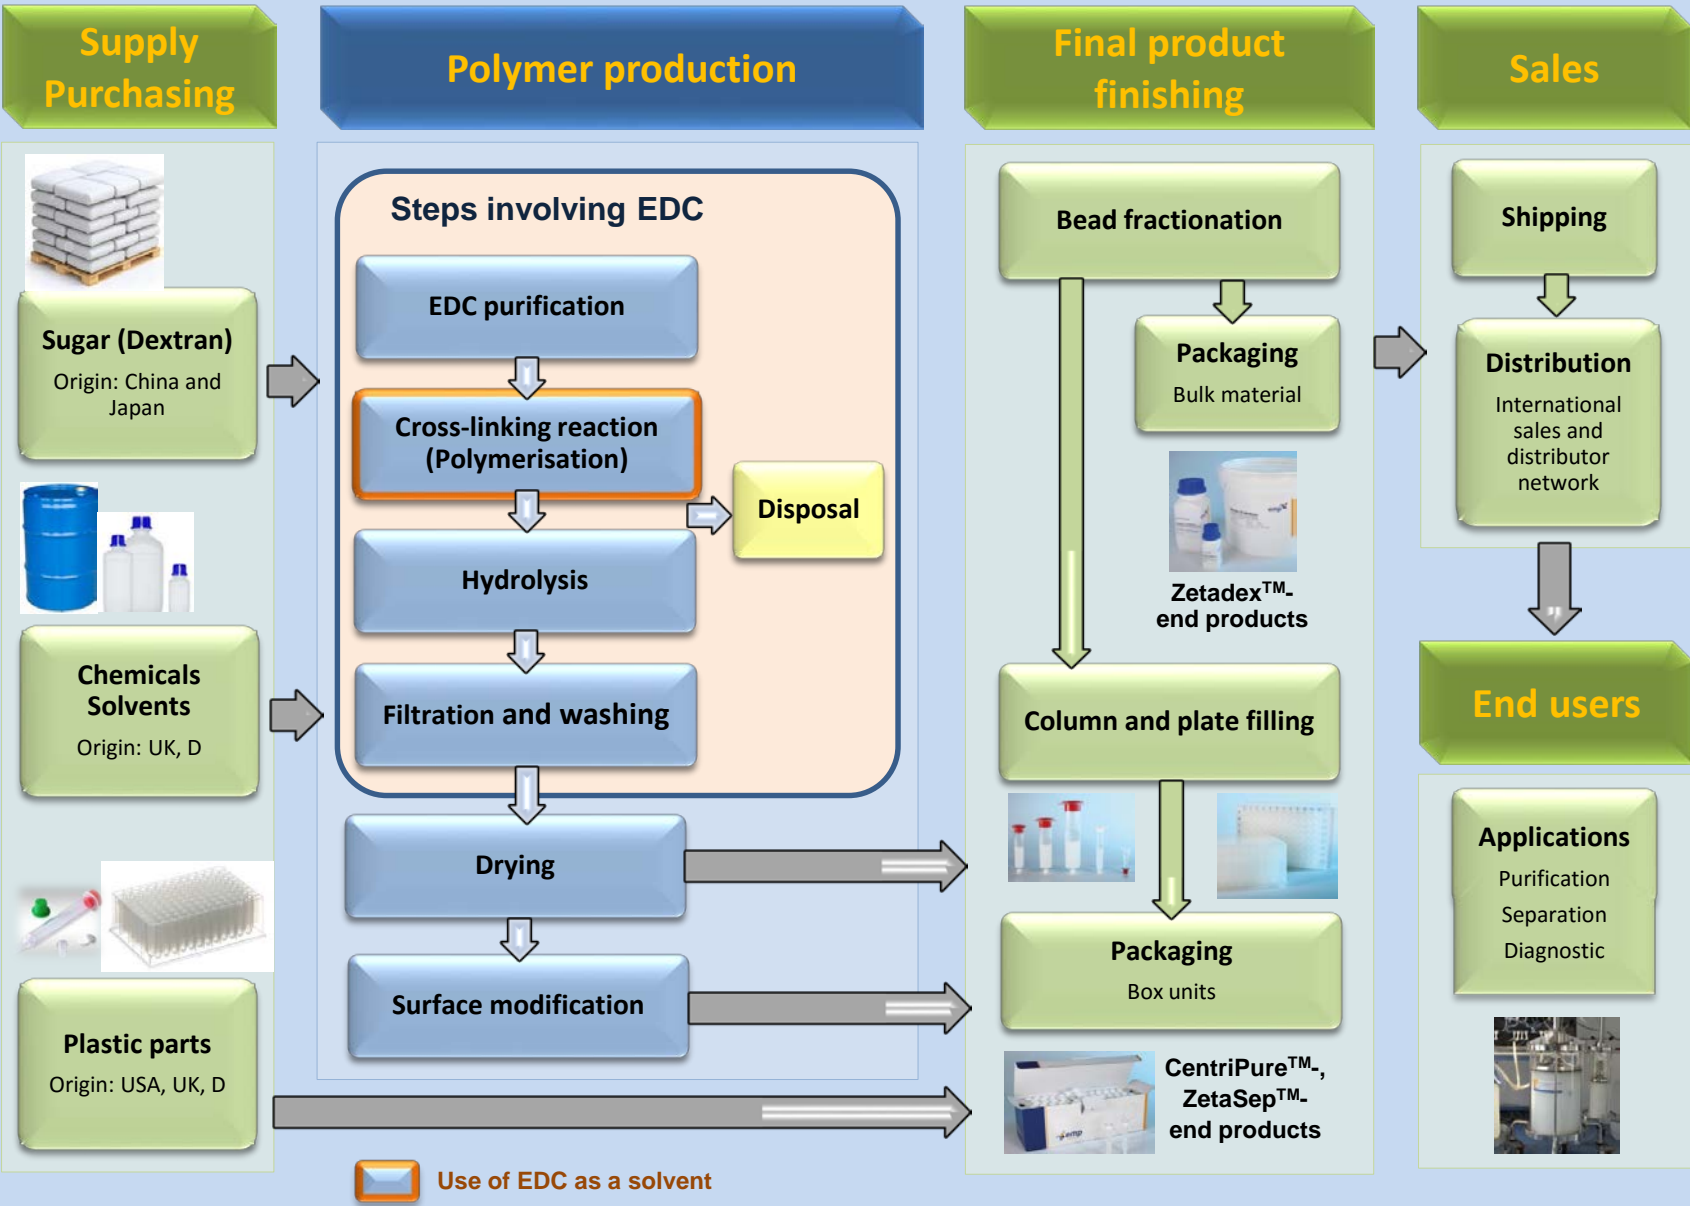 Supply
Purchasing
Polymer production
Final product
finishing
Sales
Sugar (Dextran)
Origin: China and
Japan
Chemicals
Solvents
Origin: UK, D
Plastic parts
Origin: USA, UK, D
Steps involving EDC
EDC purification
Cross-linking reaction
(Polymerisation)
Disposal
Hydrolysis
Filtration and washing
Drying
Surface modification
Use of EDC as a solvent
Bead fractionation
Packaging
Bulk material
Zetadex™-
end products
Column and plate filling
Packaging
Box units
emp
CentriPure™-,
ZetaSep™-
end products
Shipping
Distribution
International
sales and
distributor
network
End users
Applications
Purification
Separation
Diagnostic